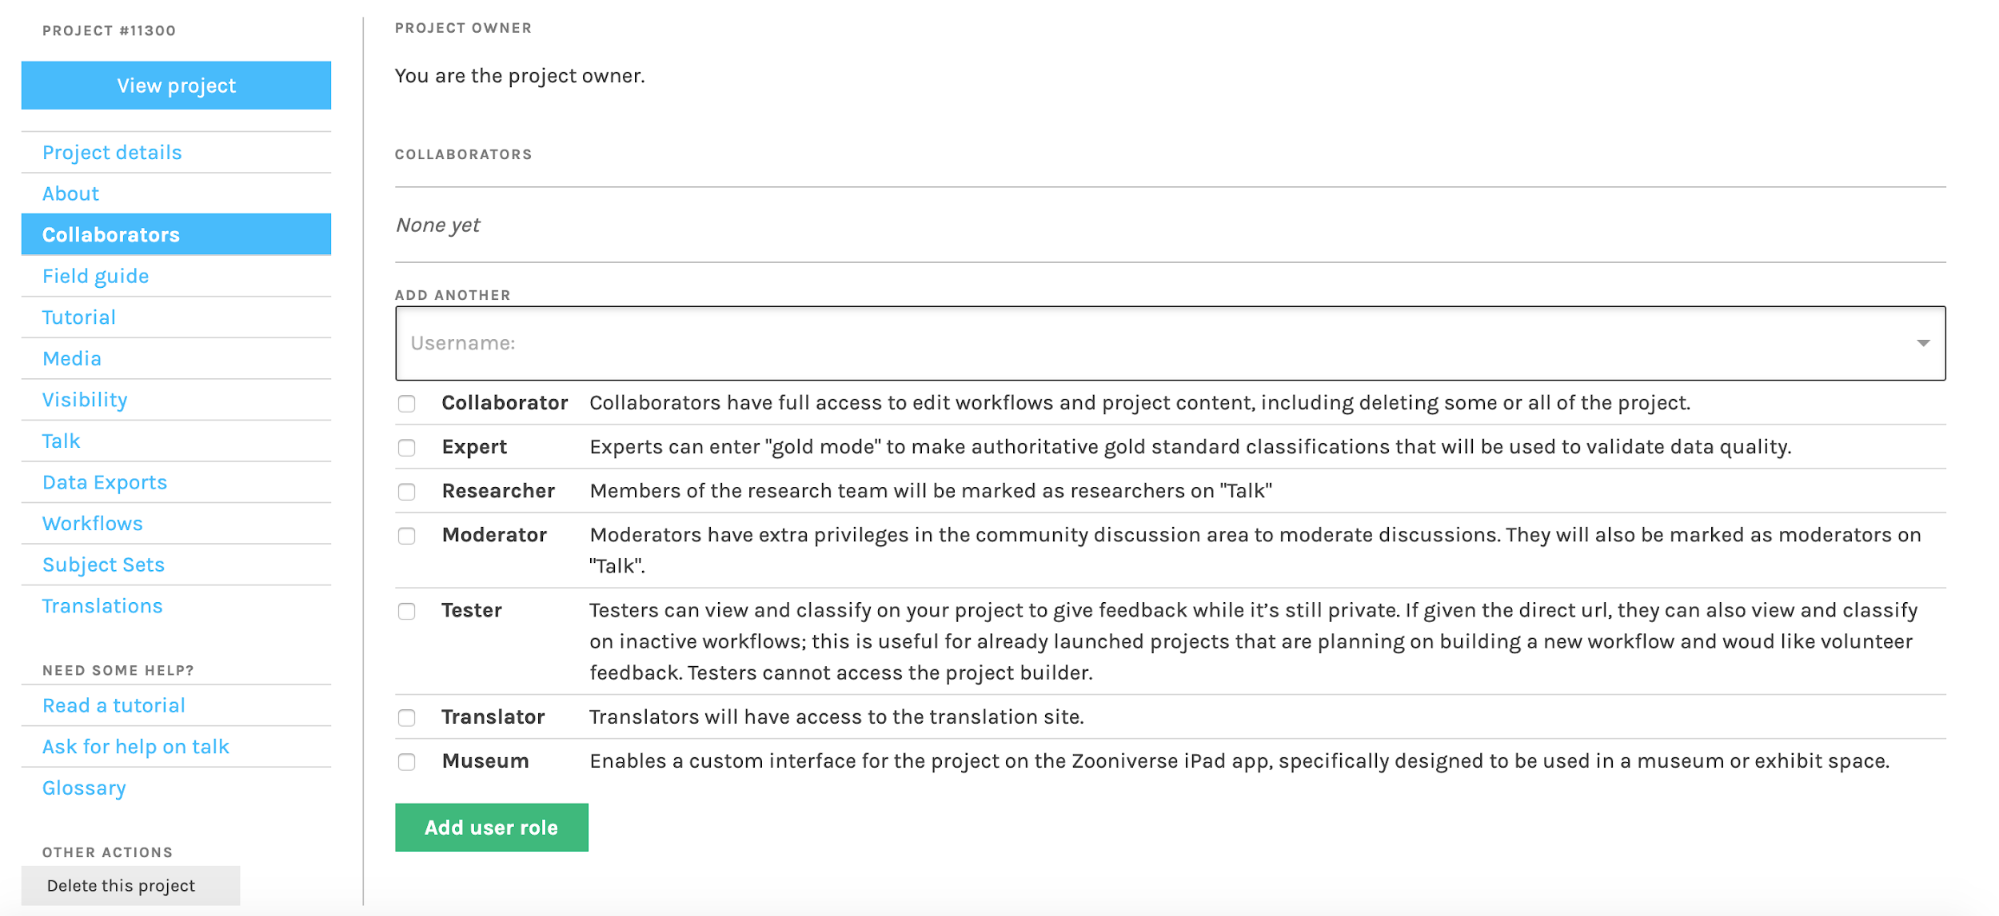 PROJECT #11300
View project
Project details
About
Collaborators
Field guide
Tutorial
Media
Visibility
Talk
Data Exports
Workflows
Subject Sets
Translations
NEED SOME HELP?
Read a tutorial
Ask for help on talk
Glossary
OTHER ACTIONS
Delete this project
PROJECT OWNER
You are the project owner.
COLLABORATORS
None yet
ADD ANOTHER
Username:
Collaborator Collaborators have full access to edit workflows and project content, including deleting some or all of the project.
Expert Experts can enter "gold mode" to make authoritative gold standard classifications that will be used to validate data quality.
Researcher Members of the research team will be marked as researchers on "Talk"
Moderator Moderators have extra privileges in the community discussion area to moderate discussions. They will also be marked as moderators on
"Talk".
Tester Testers can view and classify on your project to give feedback while it’s still private. If given the direct url, they can also view and classify
on inactive workflows; this is useful for already launched projects that are planning on building a new workflow and woud like volunteer
feedback. Testers cannot access the project builder.
Translator Translators will have access to the translation site.
Museum Enables a custom interface for the project on the Zooniverse iPad app, specifically designed to be used in a museum or exhibit space.
Add user role